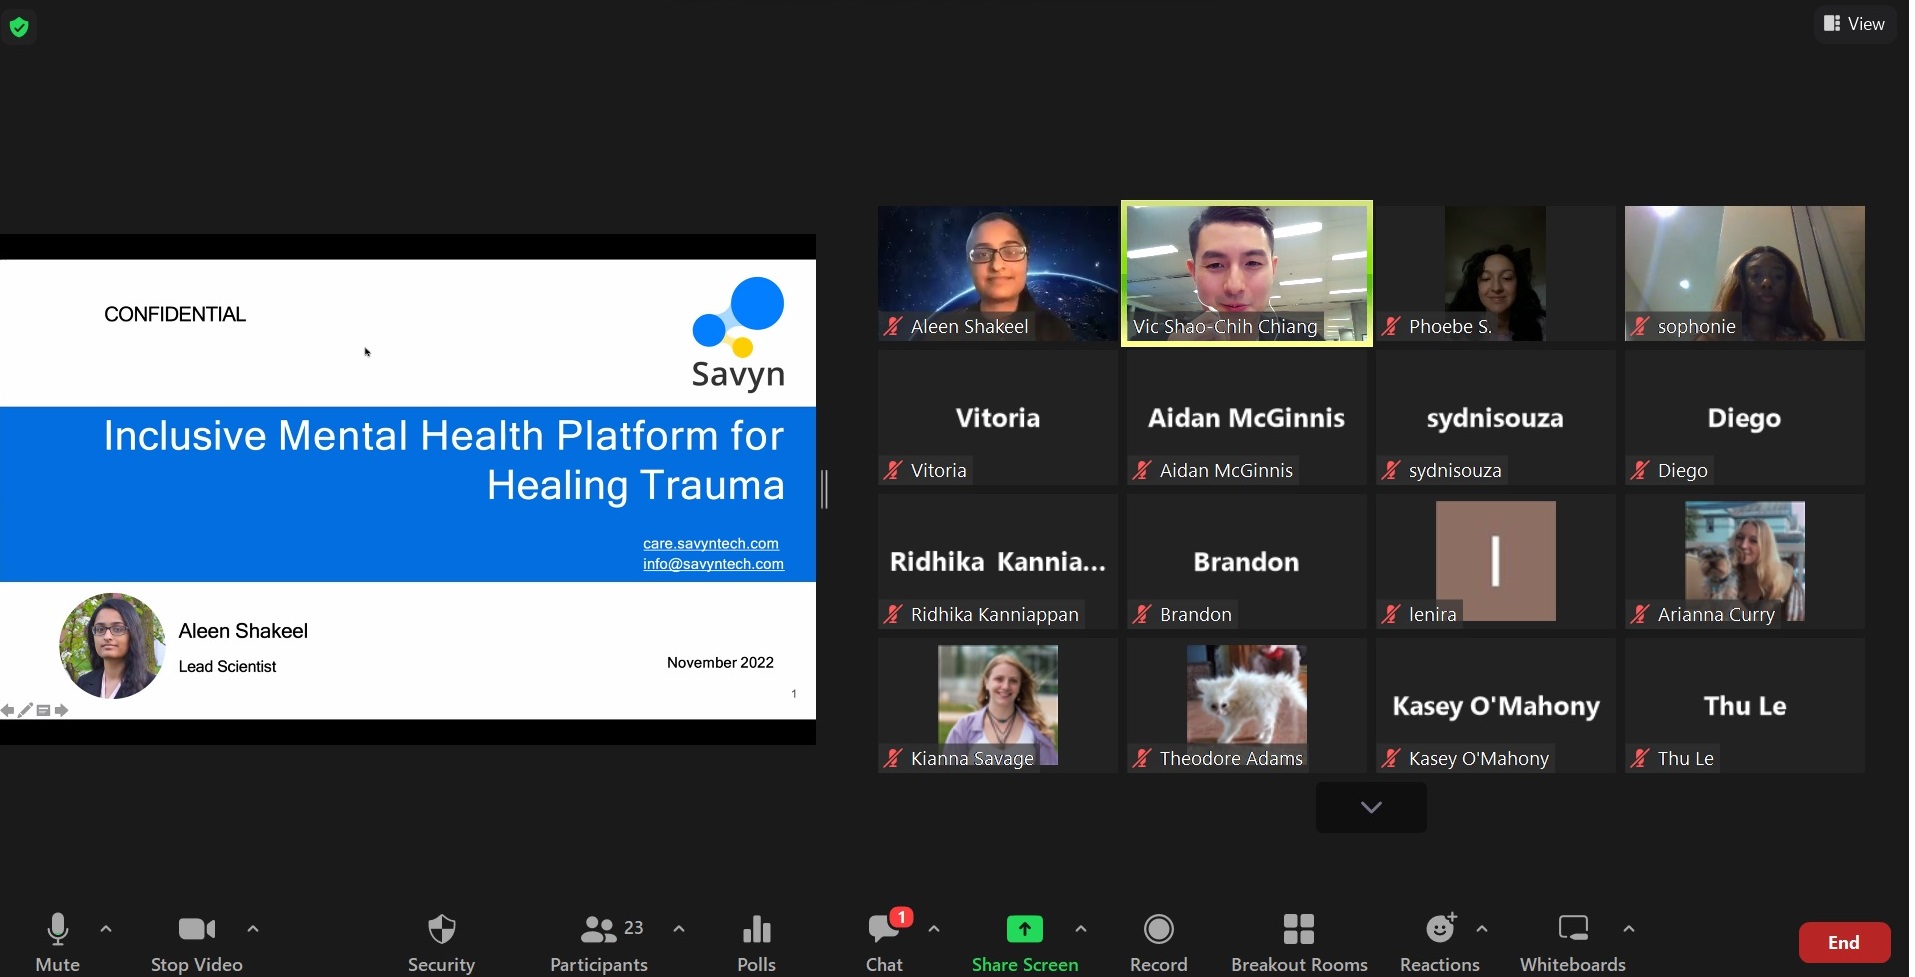 View
CONFIDENTIAL
Savyn
Inclusive Mental Health Platform for
Healing Trauma
care.savyntech.com
info@savyntech.com
Aleen Shakeel
Lead Scientist
November 2022
1
Aleen Shakeel
Vic Shao-Chih Chiang
Phoebe S.
sophonie
Vitoria
Vitoria
Aidan McGinnis
Aidan McGinnis
sydnisouza
sydnisouza
Diego
Diego
Ridhika Kannia...
Ridhika Kanniappan
Brandon
Brandon
l
lenira
Arianna Curry
Kianna Savage
Theodore Adams
Kasey O'Mahony
Kasey O'Mahony
Thu Le
Thu Le
Mute
Stop Video
Security
23
Participants
Polls
1
Chat
Share Screen
Record
Breakout Rooms
Reactions
Whiteboards
End